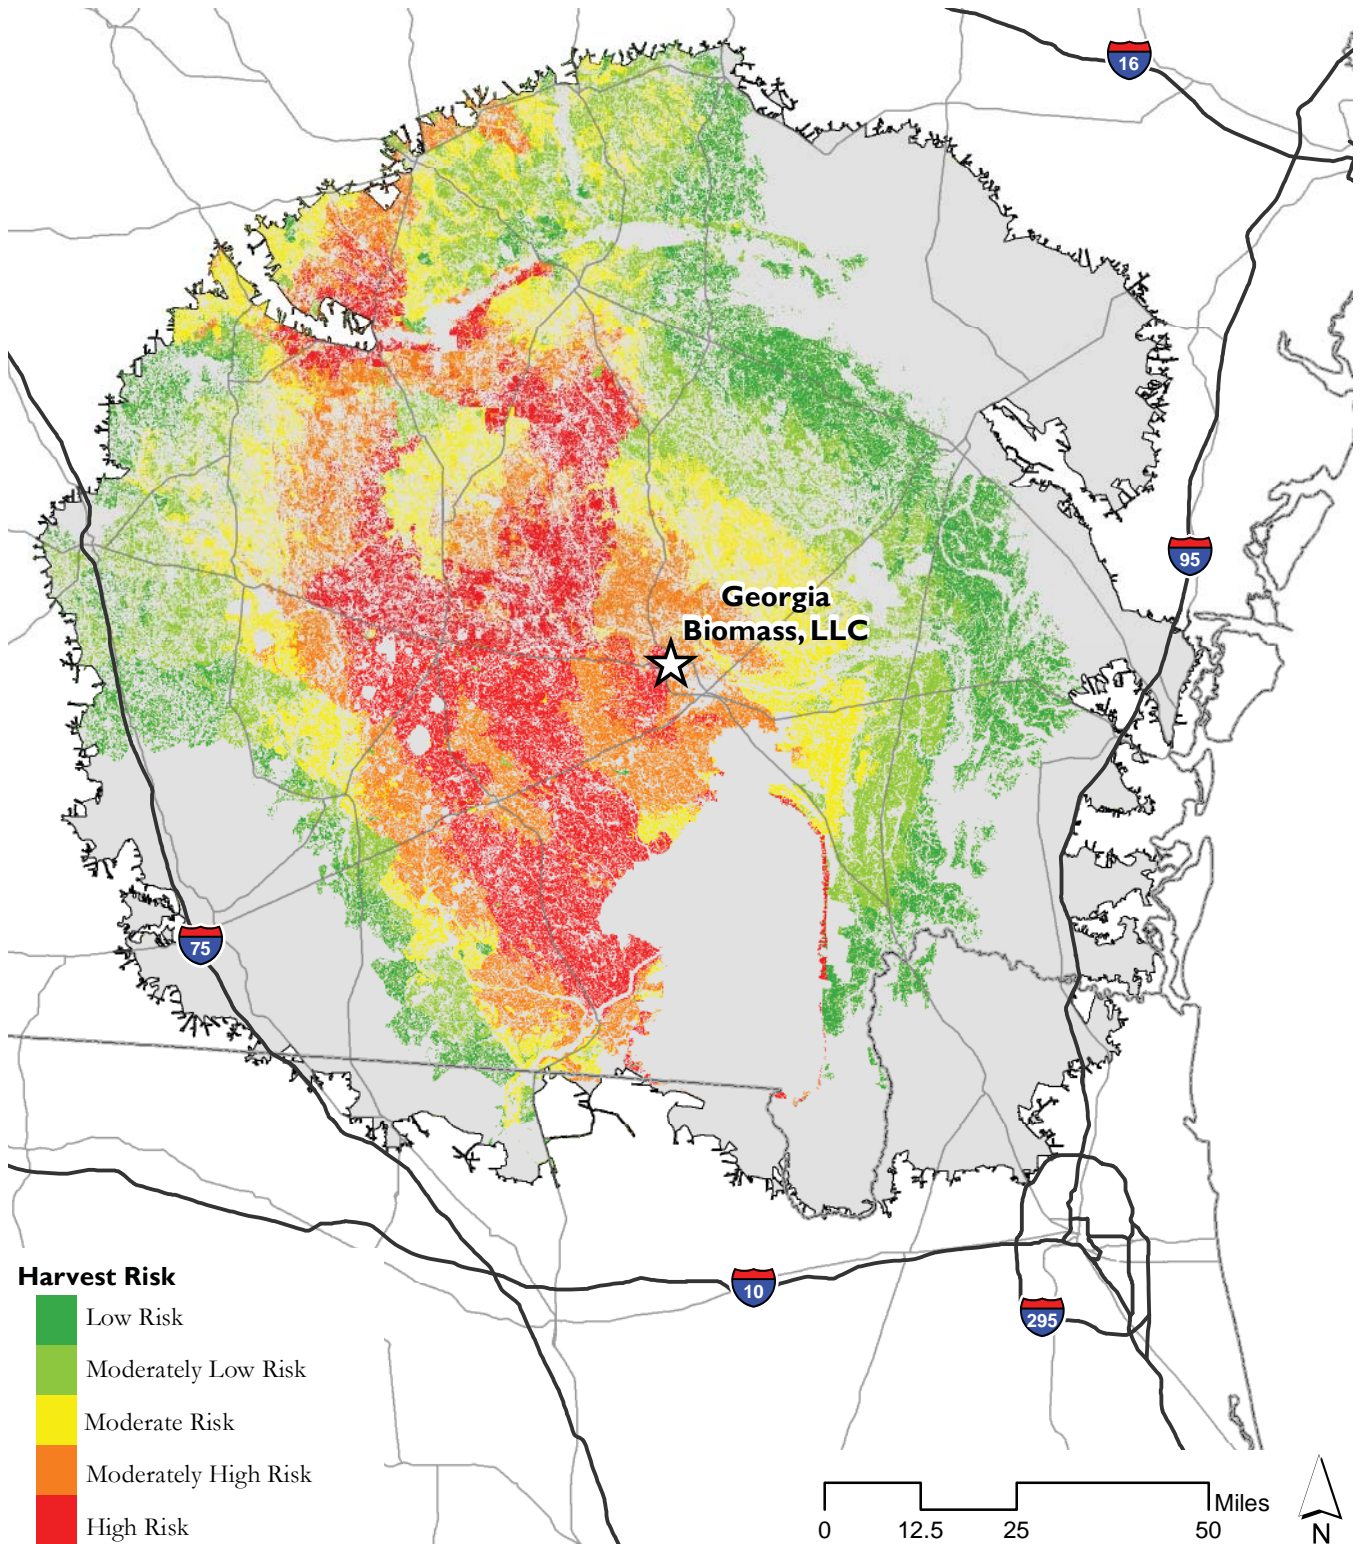 16
95
Georgia
Biomass, LLC
75
10
295
Harvest Risk
Low Risk
Moderately Low Risk
Moderate Risk
Moderately High Risk
High Risk
Miles
0 12.5 25 50
N